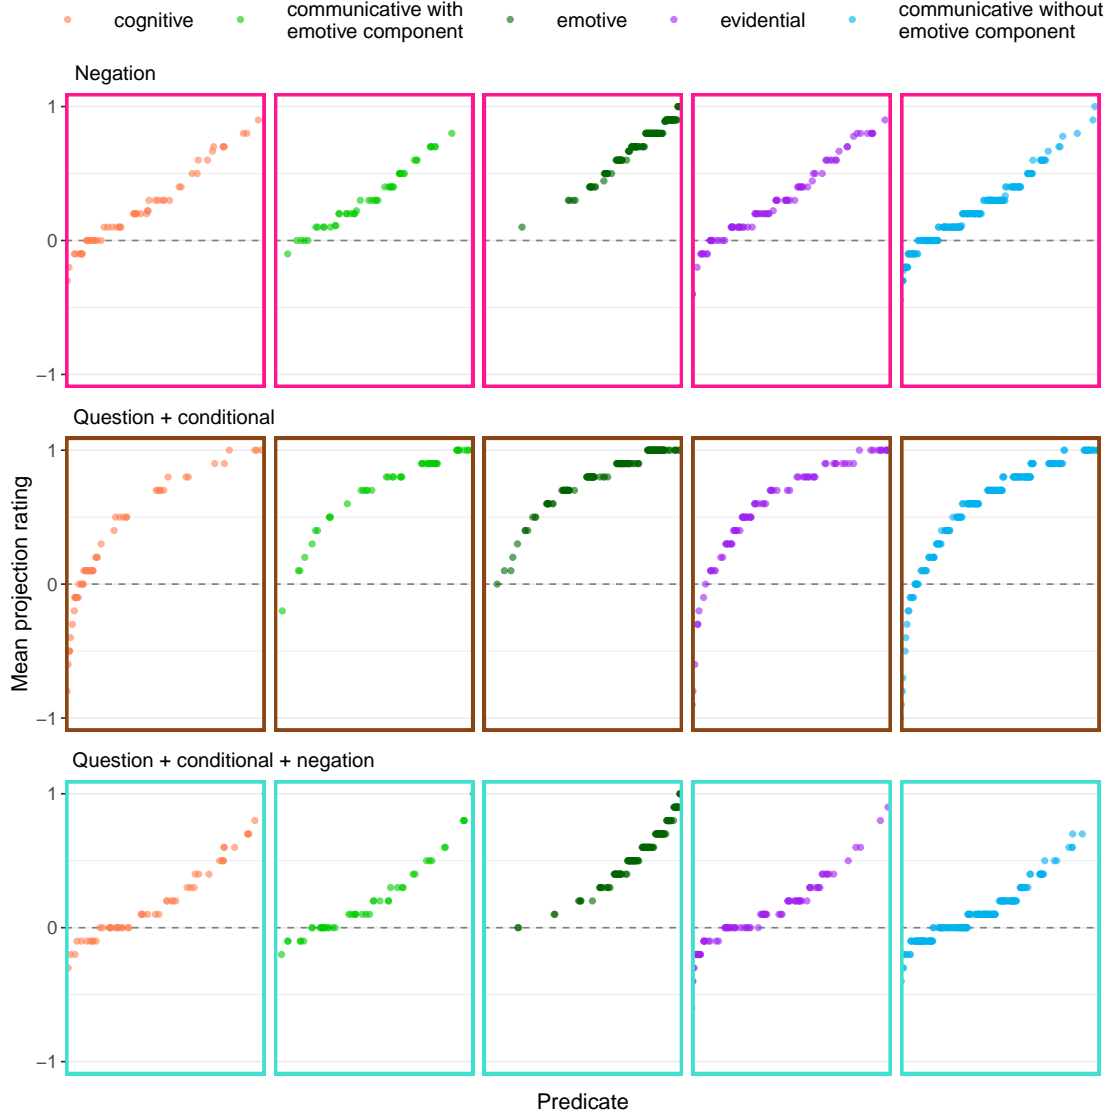 cognitive
communicative with
emotive component
emotive
evidential
communicative without
emotive component
Negation
1
0
−1
Question + conditional
1
0
−1
Mean projection rating
Question + conditional + negation
1
0
−1
Predicate